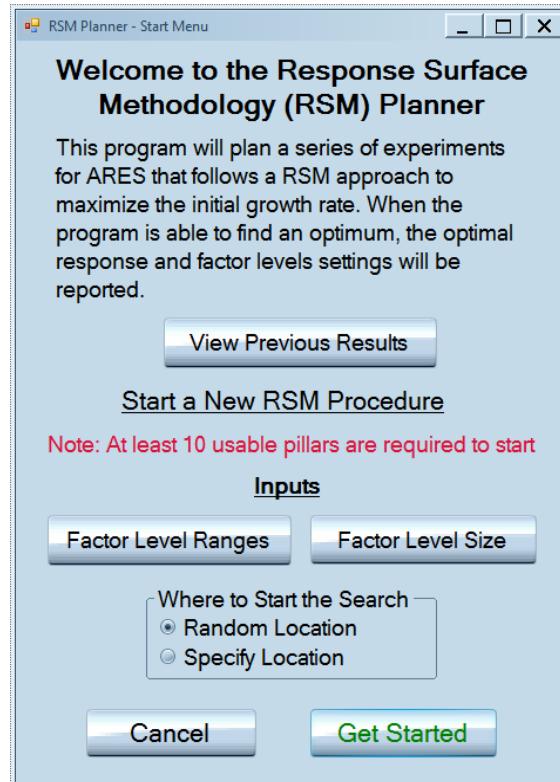 RSM Planner - Start Menu
Welcome to the Response Surface
Methodology (RSM) Planner
This program will plan a series of experiments
for ARES that follows a RSM approach to
maximize the initial growth rate. When the
program is able to find an optimum, the optimal
response and factor levels settings will be
reported.
View Previous Results
Start a New RSM Procedure
Note: At least 10 usable pillars are required to start
Inputs
Factor Level Ranges
Factor Level Size
Where to Start the Search
Random Location
Specify Location
Cancel
Get Started